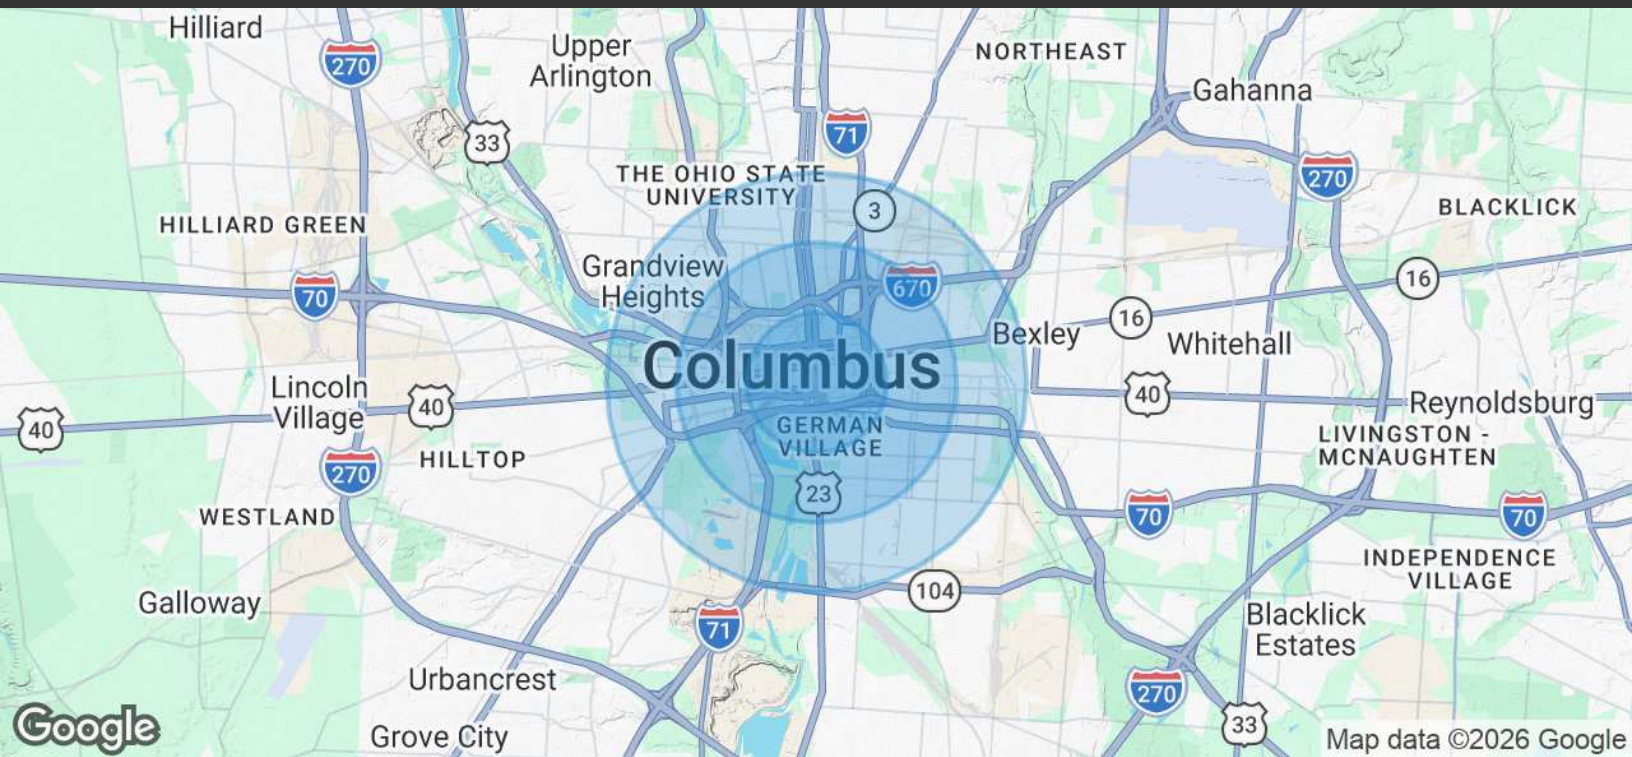 Hilliard
270
Upper
Arlington
33
NORTHEAST
Gahanna
71
THE OHIO STATE
UNIVERSITY
3
270
BLACKLICK
HILLIARD GREEN
Grandview
Heights
70
670
16
16
Bexley
Whitehall
Columbus
Lincoln
Village
40
40
40
Reynoldsburg
GERMAN
VILLAGE
LIVINGSTON -
MCNAUGHTEN
270
HILLTOP
23
WESTLAND
70
70
INDEPENDENCE
VILLAGE
Galloway
104
71
Blacklick
Estates
Urbancrest
270
33
Google
Grove City
Map data ©2026 Google